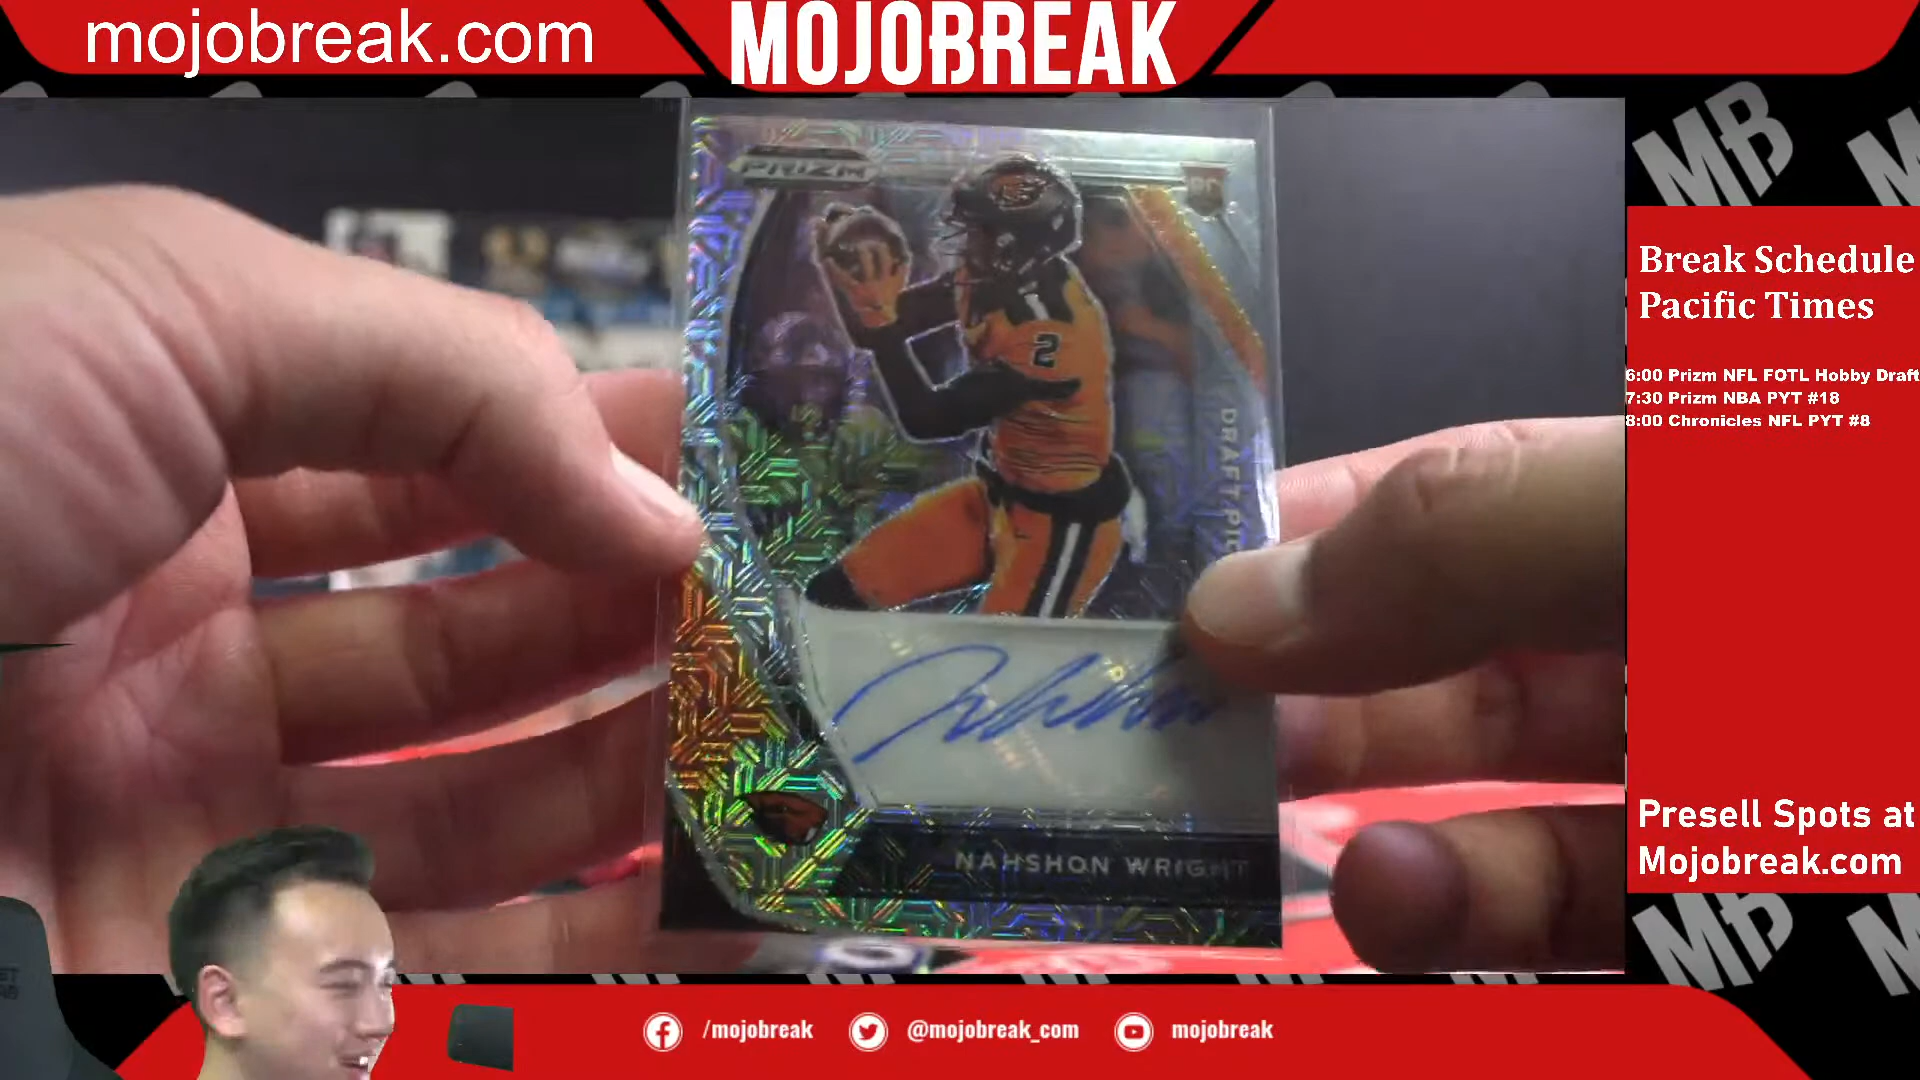 mojobreak.com
MOJOBREAK
MB
PRIZM
RC
2
DRAFT PIC
NAHSHON WRIGHT
Break Schedule
Pacific Times
6:00 Prizm NFL FOTL Hobby Draft
7:30 Prizm NBA PYT #18
8:00 Chronicles NFL PYT #8
Presell Spots at
Mojobreak.com
MB
/mojobreak
@mojobreak_com
mojobreak